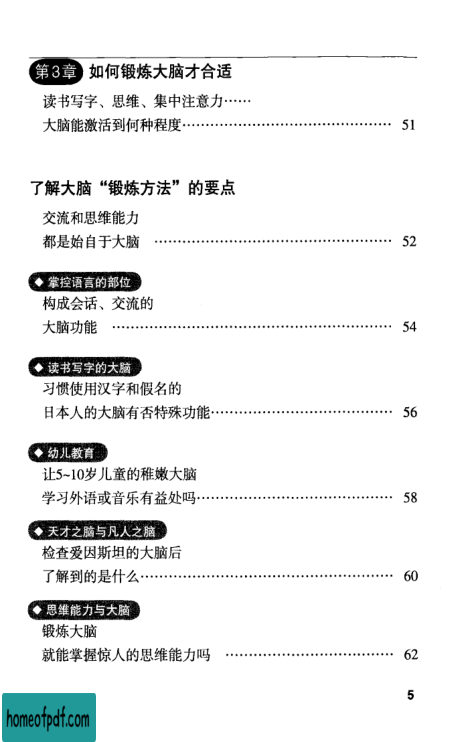 第3章 如何锻炼大脑才合适
读书写字、思维、集中注意力……
大脑能激活到何种程度…………………………………… 51
了解大脑“锻炼方法”的要点
交流和思维能力
都是始自于大脑 ………………………………………… 52
◆ 掌控语言的部位
构成会话、交流的
大脑功能 ………………………………………………… 54
◆ 读书写字的大脑
习惯使用汉字和假名的
日本人的大脑有否特殊功能……………………………… 56
◆ 幼儿教育
让5~10岁儿童的稚嫩大脑
学习外语或音乐有益处吗………………………………… 58
◆ 天才之脑与凡人之脑
检查爱因斯坦的大脑后
了解到的是什么…………………………………………… 60
◆ 思维能力与大脑
锻炼大脑
就能掌握惊人的思维能力吗 …………………………… 62
5
homeofpdf.com